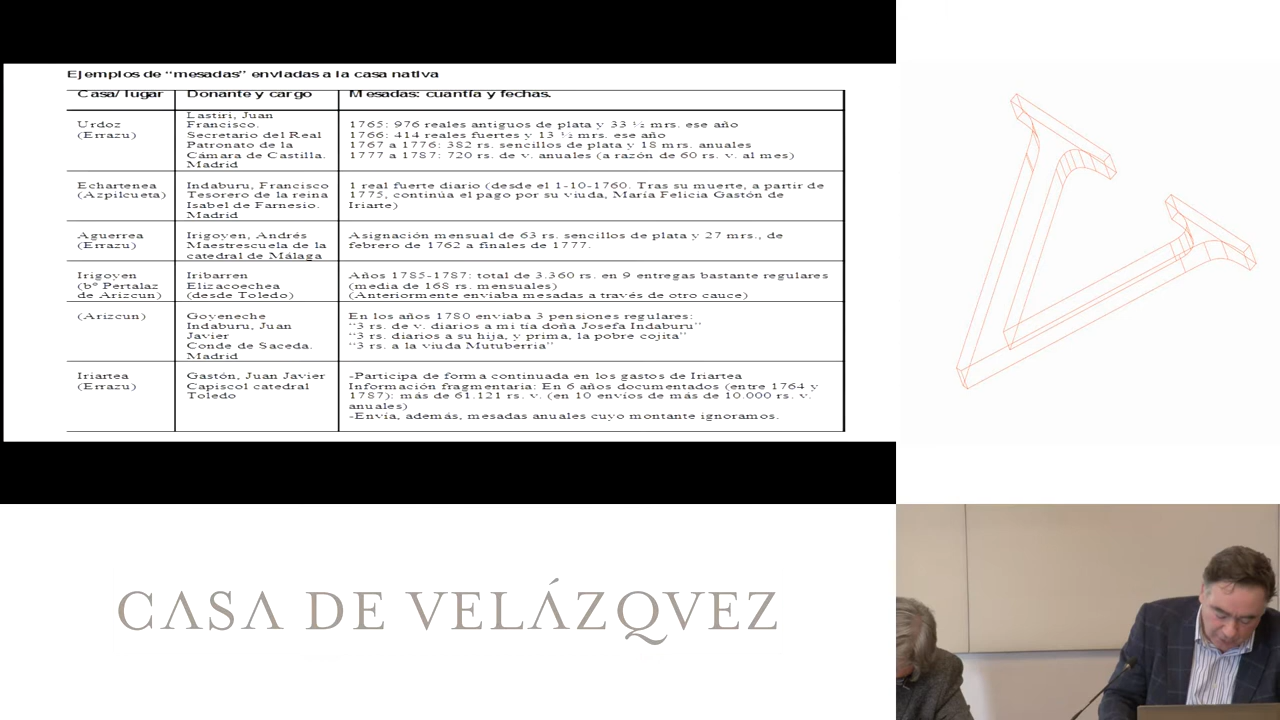 Ejemplos de “mesadas” enviadas a la casa nativa
Casa/ lugar
Donante y cargo
Mesadas: cuantía y fechas.
Urdoz
(Errazu)
Lastiri, Juan
Francisco.
Secretario del Real
Patronato de la
Cámara de Castilla.
Madrid
1765: 976 reales antiguos de plata y 33 ½ mrs. ese año
1766: 414 reales fuertes y 13 ½ mrs. ese año
1767 a 1776: 382 rs. sencillos de plata y 18 mrs. anuales
1777 a 1787: 720 rs. de v. anuales (a razón de 60 rs. v. al mes)
Echartenea
(Azpilcueta)
Indaburu, Francisco
Tesorero de la reina
Isabel de Farnesio.
Madrid
1 real fuerte diario (desde el 1-10-1760. Tras su muerte, a partir de
1775, continúa el pago por su viuda, María Felicia Gastón de
Iriarte)
Aguerrea
(Errazu)
Irigoyen, Andrés
Maestrescuela de la
catedral de Málaga
Asignación mensual de 63 rs. sencillos de plata y 27 mrs., de
febrero de 1762 a finales de 1777.
Irigoyen
(bº Pertalaz
de Arizcun)
Iribarren
Elizacoechea
(desde Toledo)
Años 1785-1787: total de 3.360 rs. en 9 entregas bastante regulares
(media de 168 rs. mensuales)
(Anteriormente enviaba mesadas a través de otro cauce)
(Arizcun)
Goyeneche
Indaburu, Juan
Javier
Conde de Saceda.
Madrid
En los años 1780 enviaba 3 pensiones regulares:
“3 rs. de v. diarios a mi tía doña Josefa Indaburu”
“3 rs. diarios a su hija, y prima, la pobre cojita”
“3 rs. a la viuda Mutuberria”
Iriartea
(Errazu)
Gastón, Juan Javier
Capiscol catedral
Toledo
-Participa de forma continuada en los gastos de Iriartea
Información fragmentaria: En 6 años documentados (entre 1764 y
1787): más de 61.121 rs. v. (en 10 envíos de más de 10.000 rs. v.
anuales)
-Envía, además, mesadas anuales cuyo montante ignoramos.
CASA DE VELÁZQVEZ